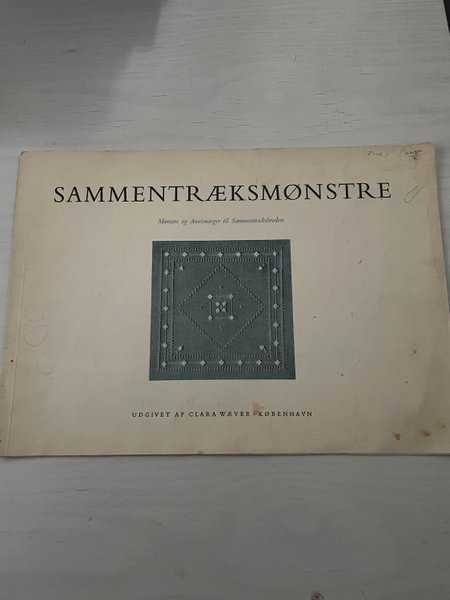 SAMMENTRÆKSMØNSTRE
Mønstre og Anvisninger til Sammentræksbroderi
UDGIVET AF CLARA WÆVER · KØBENHAVN